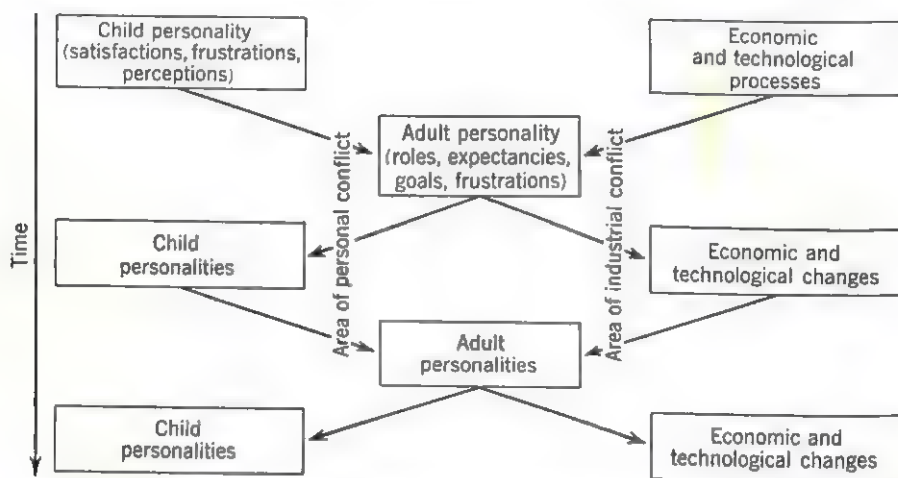 Child personality
(satisfactions, frustrations,
perceptions)
Economic
and technological
processes
Adult personality
(roles, expectancies,
goals, frustrations)
Time
Area of personal conflict
Area of industrial conflict
Child
personalities
Economic and
technological changes
Adult
personalities
Child
personalities
Economic and
technological changes